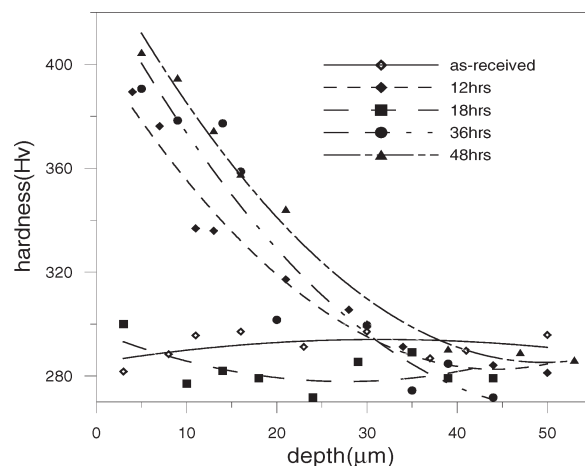 400
360
320
280
hardness(Hv)
0
10
20
30
40
50
depth(μm)
as-received
12hrs
18hrs
36hrs
48hrs